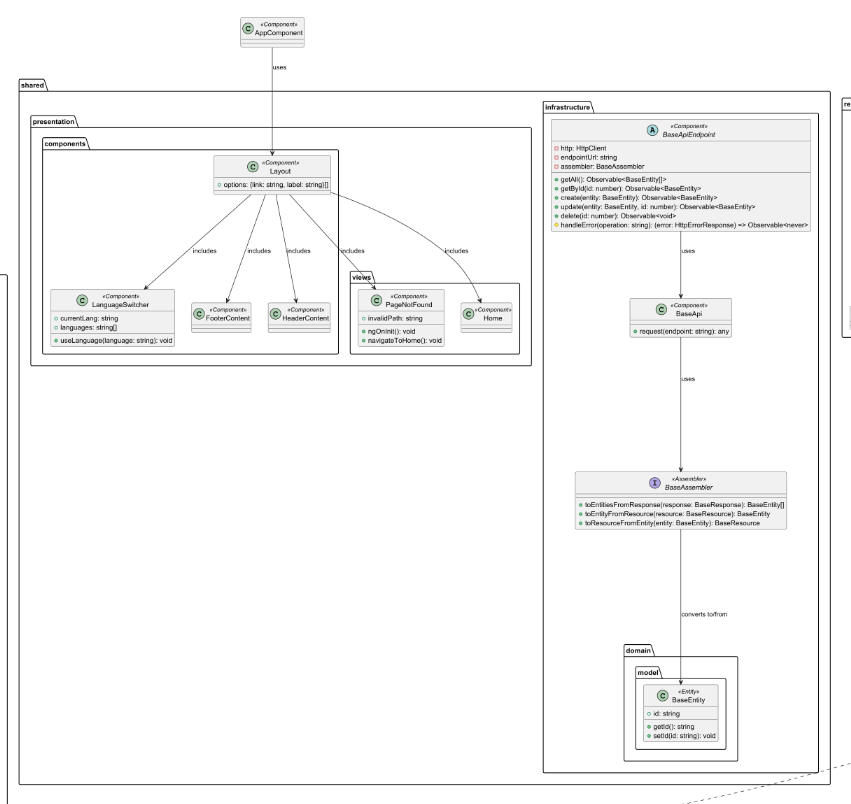 «Component»
C AppComponent
uses
shared
presentation
components
«Component»
C Layout
options: {link: string, label: string}[]
includes
includes
includes
includes
includes
«Component»
C LanguageSwitcher
currentLang: string
languages: string[]
useLanguage(language: string): void
«Component»
C FooterContent
«Component»
C HeaderContent
views
«Component»
C PageNotFound
invalidPath: string
ngOnInit(): void
navigateToHome(): void
«Component»
C Home
infrastructure
«Component»
A BaseApiEndpoint
http: HttpClient
endpointUrl: string
assembler: BaseAssembler
getAll(): Observable<BaseEntity[]>
getById(id: number): Observable<BaseEntity>
create(entity: BaseEntity): Observable<BaseEntity>
update(entity: BaseEntity, id: number): Observable<BaseEntity>
delete(id: number): Observable<void>
handleError(operation: string): (error: HttpErrorResponse) => Observable<never>
uses
«Component»
C BaseApi
request(endpoint: string): any
uses
«Assembler»
I BaseAssembler
toEntitiesFromResponse(response: BaseResponse): BaseEntity[]
toEntityFromResource(resource: BaseResource): BaseEntity
toResourceFromEntity(entity: BaseEntity): BaseResource
converts to/from
domain
model
«Entity»
C BaseEntity
id: string
getId(): string
setId(id: string): void
re